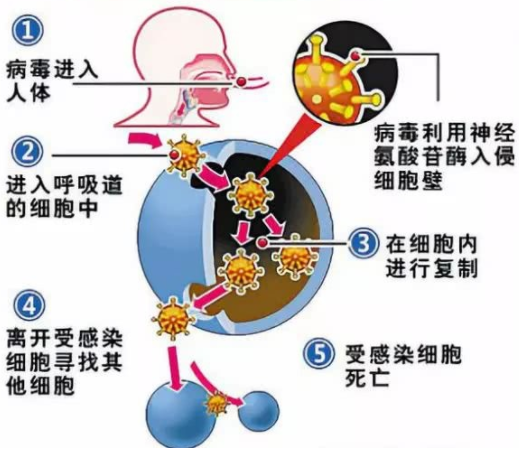 ①
病毒进入
人体
病毒利用神经
氨酸苷酶入侵
细胞壁
②
进入呼吸道
的细胞中
③
在细胞内
进行复制
④
离开受感染
细胞寻找其
他细胞
⑤
受感染细胞
死亡